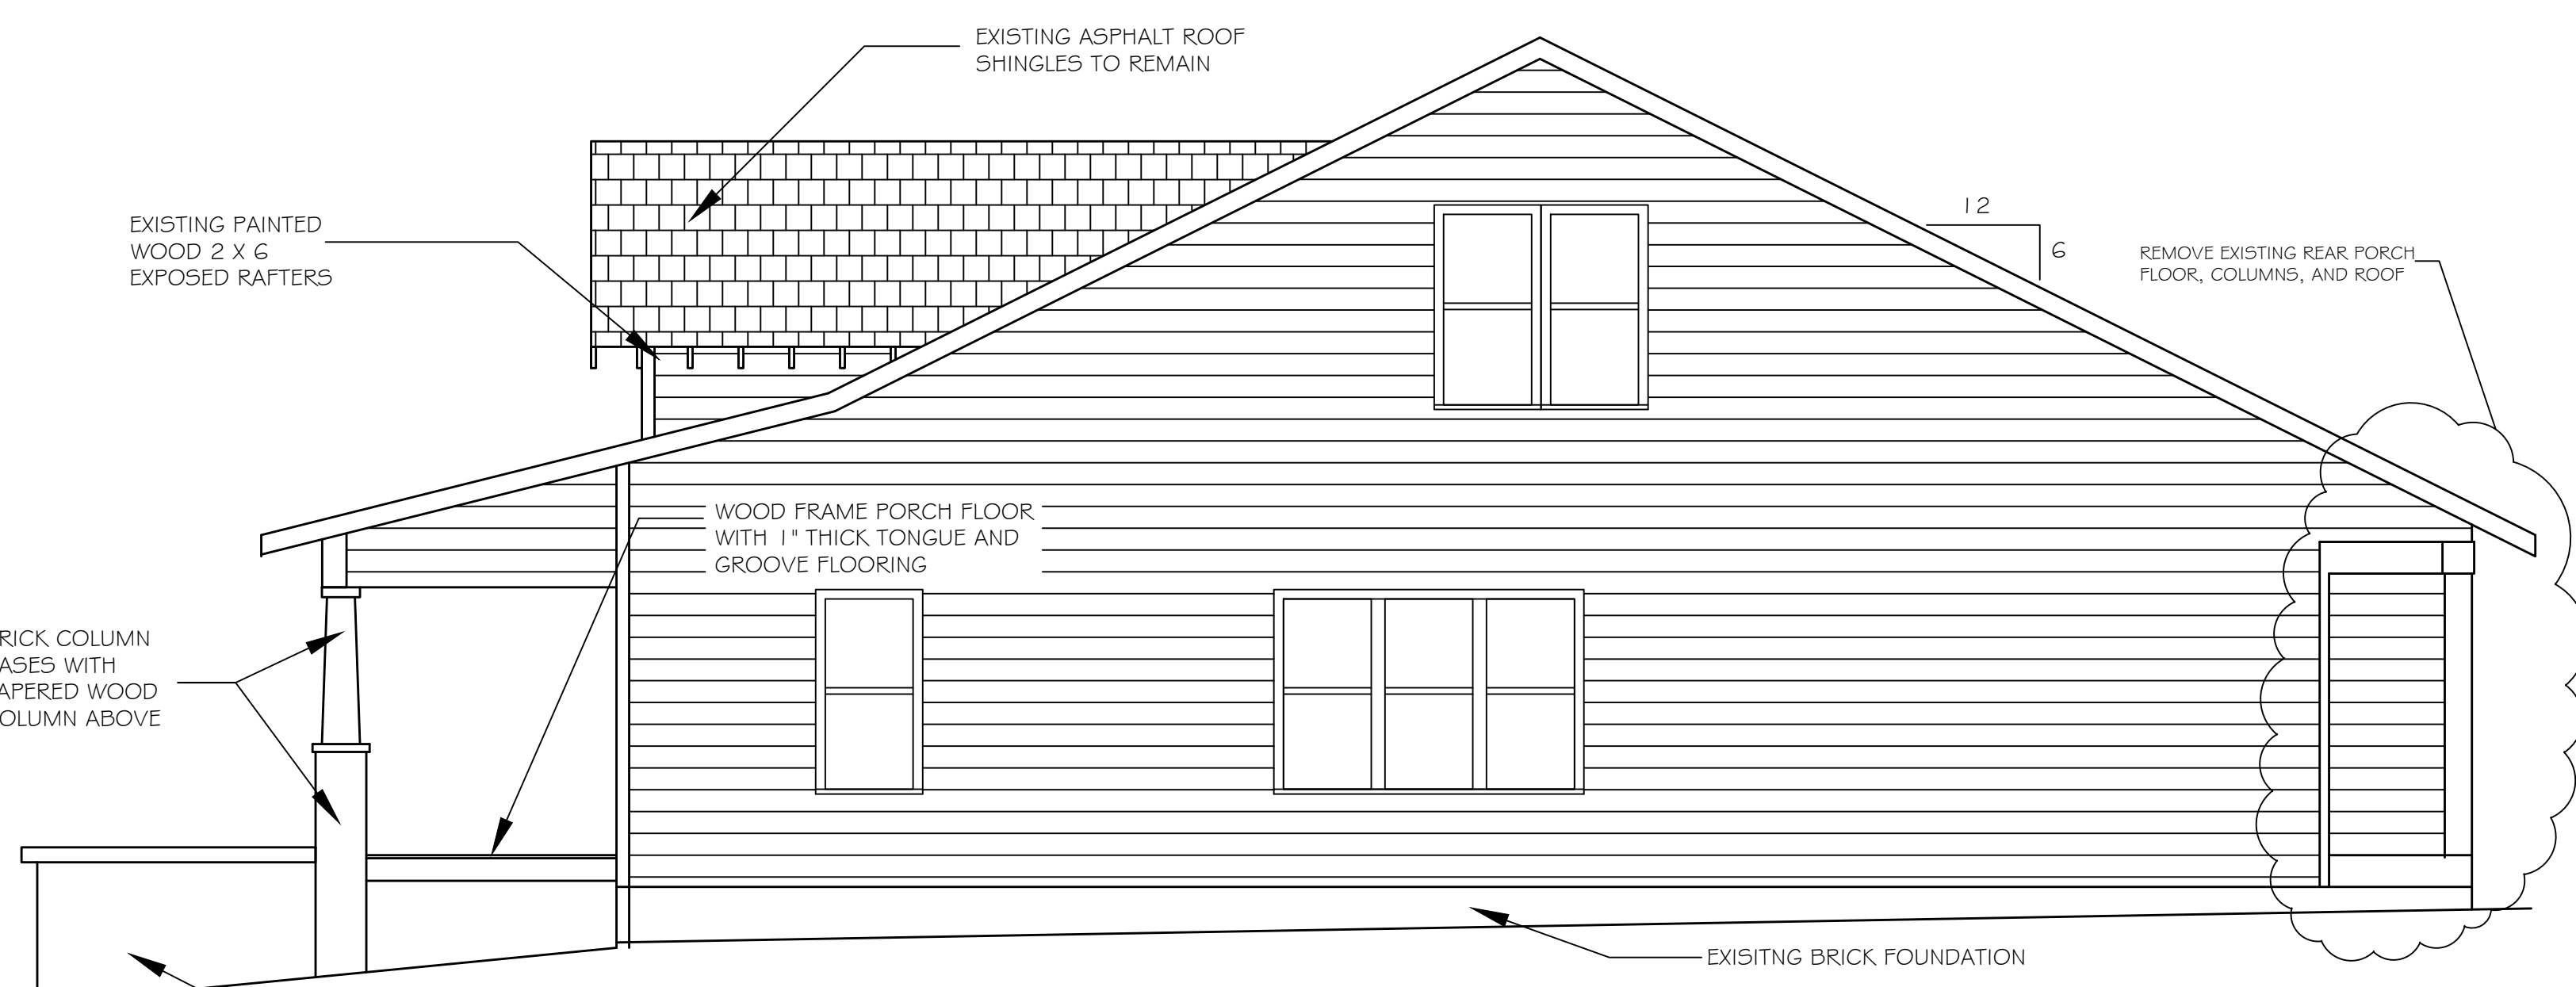 EXISTING ASPHALT ROOF
SHINGLES TO REMAIN
EXISTING PAINTED
WOOD 2 X 6
EXPOSED RAFTERS
12
6
REMOVE EXISTING REAR PORCH
FLOOR, COLUMNS, AND ROOF
WOOD FRAME PORCH FLOOR
WITH 1" THICK TONGUE AND
GROOVE FLOORING
RICK COLUMN
ASES WITH
APERED WOOD
OLUMN ABOVE
EXISITNG BRICK FOUNDATION